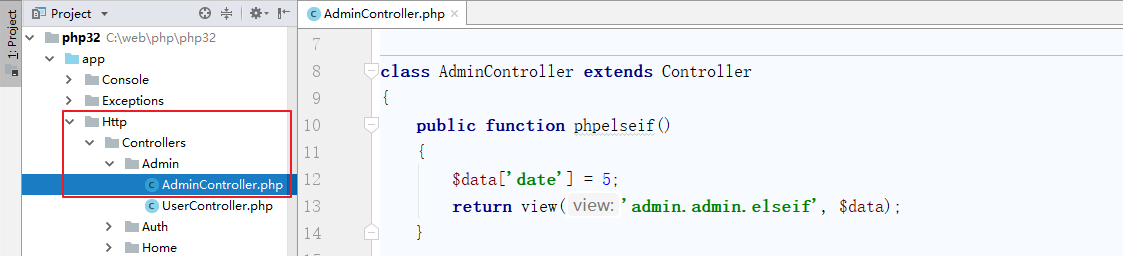 1: Project
Project
php32 C:\web\php\php32
app
Console
Exceptions
Http
Controllers
Admin
AdminController.php
UserController.php
Auth
Home
AdminController.php ×
7
8 class AdminController extends Controller
9 {
10 public function phpelseif()
11 {
12 $data['date'] = 5;
13 return view( view: 'admin.admin.elseif', $data);
14 }